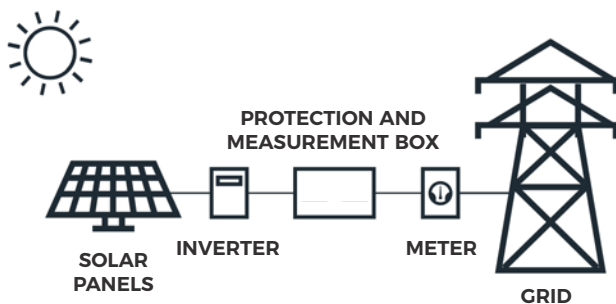 PROTECTION AND
MEASUREMENT BOX
SOLAR
PANELS
INVERTER
METER
GRID